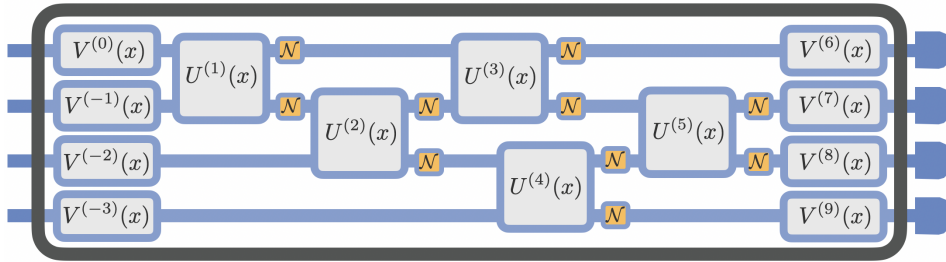 V^{(0)}(x) U^{(1)}(x) 𝒩 U^{(3)}(x) 𝒩 V^{(6)}(x)
V^{(-1)}(x) 𝒩 U^{(2)}(x) 𝒩 𝒩 U^{(5)}(x) 𝒩 V^{(7)}(x)
V^{(-2)}(x) 𝒩 U^{(4)}(x) 𝒩 𝒩 V^{(8)}(x)
V^{(-3)}(x) 𝒩 V^{(9)}(x)